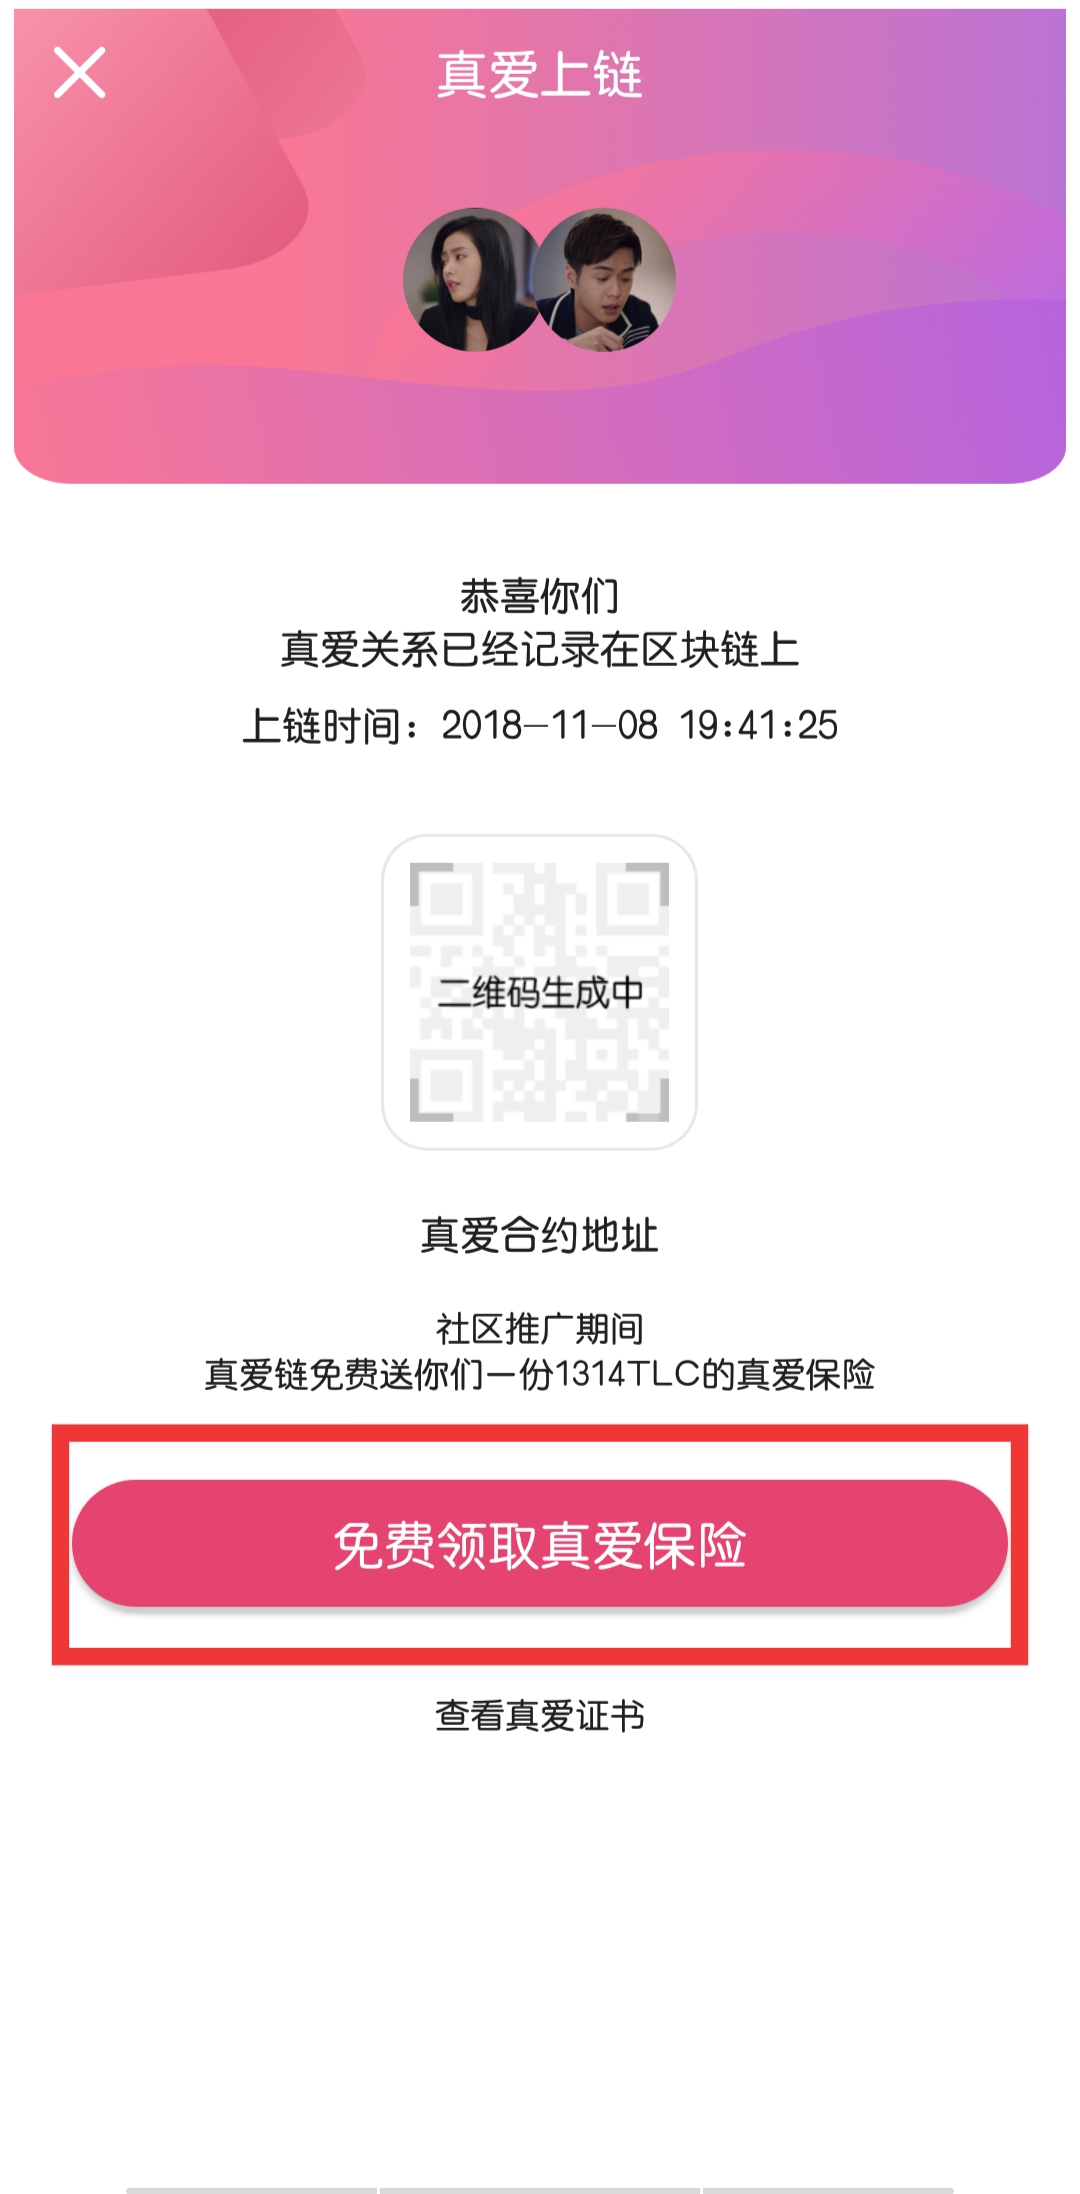 真爱上链
恭喜你们
真爱关系已经记录在区块链上
上链时间：2018-11-08 19:41:25
二维码生成中
真爱合约地址
社区推广期间
真爱链免费送你们一份1314TLC的真爱保险
免费领取真爱保险
查看真爱证书